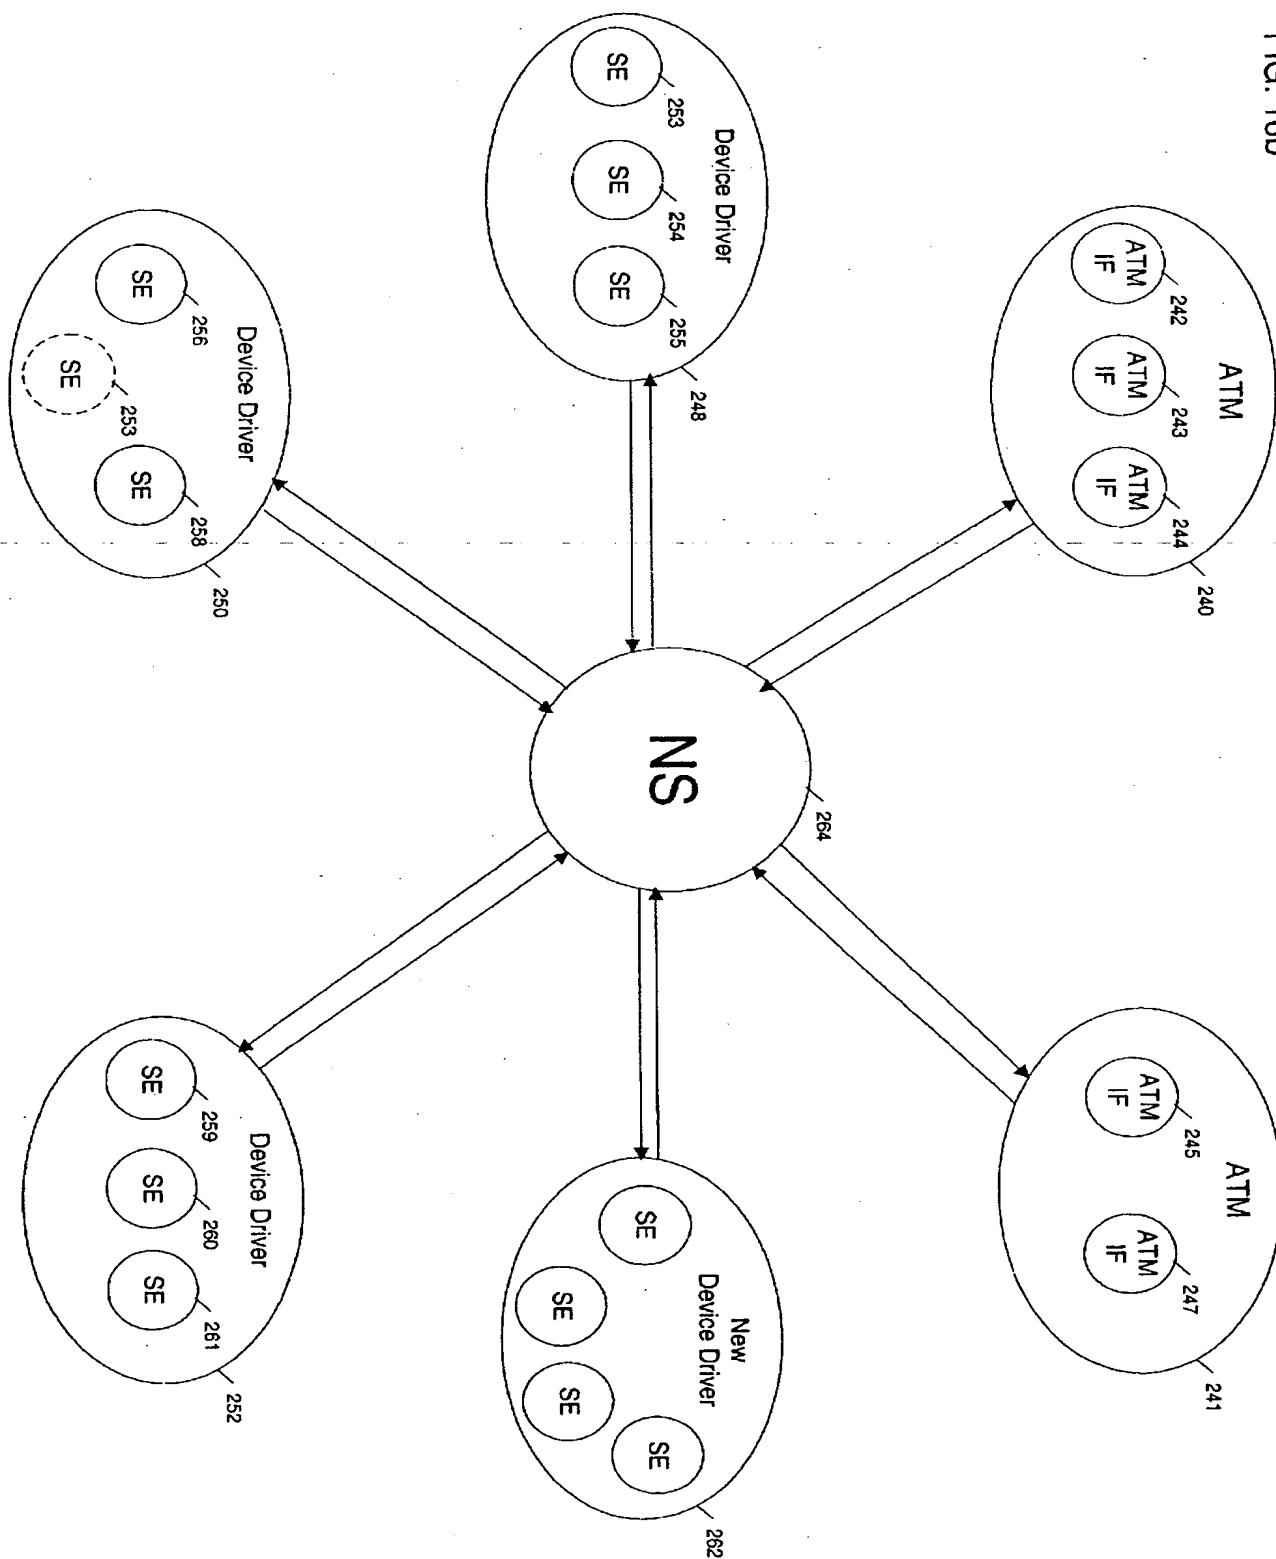 FIG.
ATM
ATM
IF
242
ATM
IF
243
ATM
IF
244
240
ATM
ATM
IF
245
ATM
IF
247
241
Device Driver
SE
253
SE
254
SE
255
248
NS
264
New
Device Driver
SE
SE
SE
SE
262
Device Driver
SE
256
SE
253
SE
258
250
Device Driver
SE
259
SE
260
SE
261
252